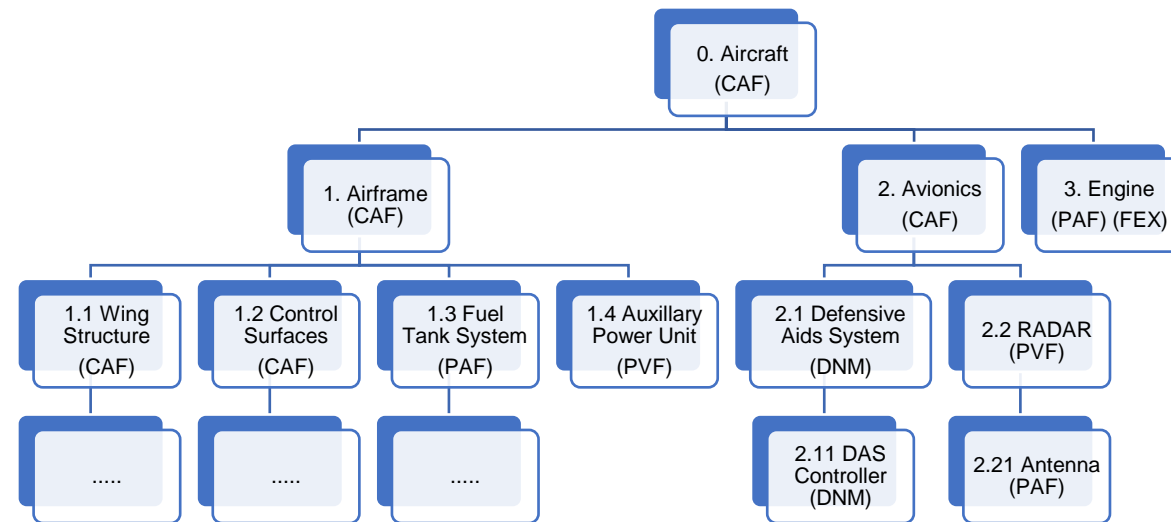 0. Aircraft
(CAF)
1. Airframe
(CAF)
2. Avionics
(CAF)
3. Engine
(PAF) (FEX)
1.1 Wing
Structure
(CAF)
1.2 Control
Surfaces
(CAF)
1.3 Fuel
Tank System
(PAF)
1.4 Auxillary
Power Unit
(PVF)
2.1 Defensive
Aids System
(DNM)
2.2 RADAR
(PVF)
.....
.....
.....
2.11 DAS
Controller
(DNM)
2.21 Antenna
(PAF)